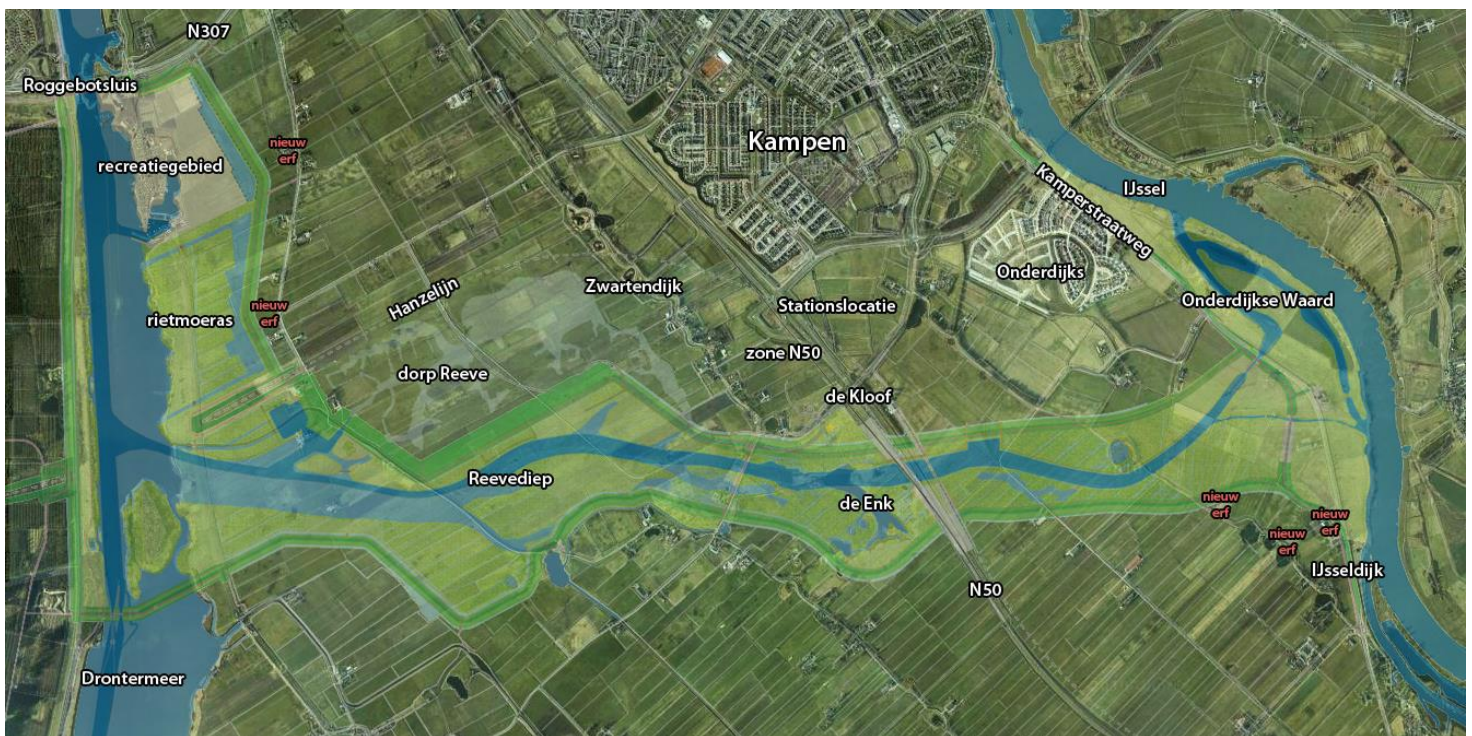 N307
Roggebotsluis
recreatiegebied
nieuw
erf
Kampen
Kamperstraatweg
IJssel
Onderdijks
Onderdijkse Waard
Hanzelijn
Zwartendijk
Stationslocatie
nieuw
erf
rietmoeras
zone N50
dorp Reeve
de Kloof
Reevediep
de Enk
nieuw
erf
nieuw
erf
nieuw
erf
IJsseldijk
N50
Drontermeer